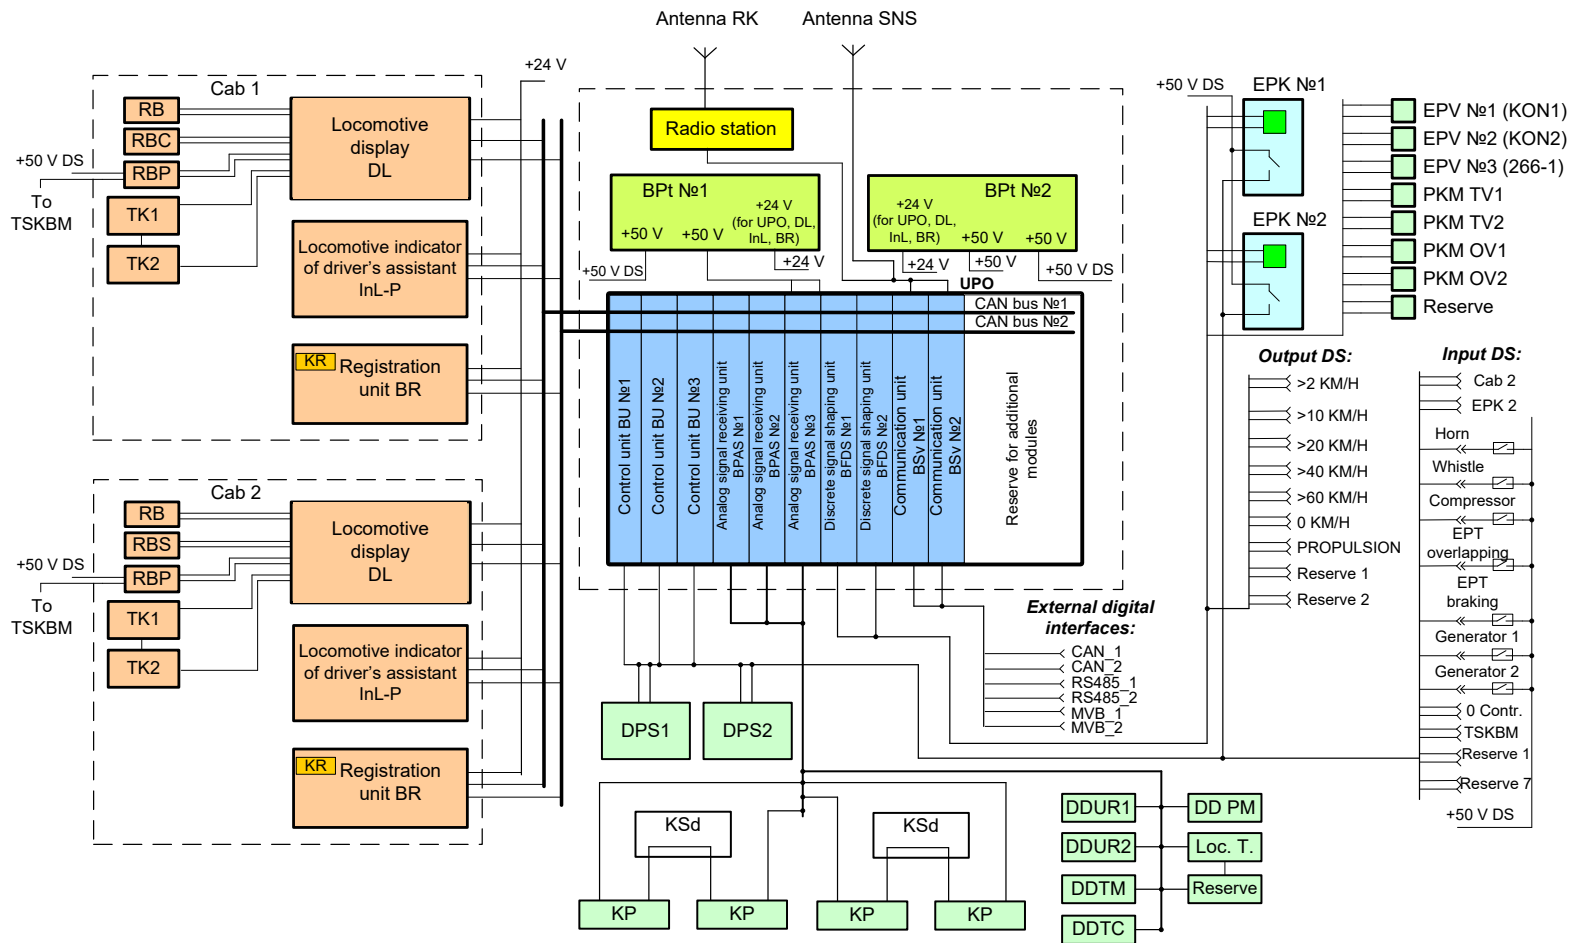 Antenna RK
Antenna SNS
+24 V
Cab 1
RB
RBC
+50 V DS
RBP
To
TSKBM
TK1
TK2
Locomotive
display
DL
Locomotive indicator
of driver's assistant
InL-P
KR
Registration
unit BR
Cab 2
RB
RBS
+50 V DS
RBP
To
TSKBM
TK1
TK2
Locomotive
display
DL
Locomotive indicator
of driver's assistant
InL-P
KR
Registration
unit BR
Radio station
BPt №1
+50 V
+50 V
+24 V
(for UPO, DL,
InL, BR)
BPt №2
+24 V
(for UPO, DL,
InL, BR)
+50 V
+50 V
+50 V DS
+24 V
+24 V
+50 V
+50 V DS
UPO
CAN bus №1
CAN bus №2
Control unit BU №1
Control unit BU №2
Control unit BU №3
Analog signal receiving unit
BPAS №1
Analog signal receiving unit
BPAS №2
Analog signal receiving unit
BPAS №3
Discrete signal shaping unit
BFDS №1
Discrete signal shaping unit
BFDS №2
Communication unit
BSv №1
Communication unit
BSv №2
Reserve for additional
modules
External digital
interfaces:
CAN_1
CAN_2
RS485_1
RS485_2
MVB_1
MVB_2
DPS1
DPS2
KSd
KSd
KP
KP
KP
KP
DDUR1
DDUR2
DDTM
DDTC
DD PM
Loc. T.
Reserve
+50 V DS
EPK №1
EPK №2
EPV №1 (KON1)
EPV №2 (KON2)
EPV №3 (266-1)
PKM TV1
PKM TV2
PKM OV1
PKM OV2
Reserve
Output DS:
>2 KM/H
>10 KM/H
>20 KM/H
>40 KM/H
>60 KM/H
0 KM/H
PROPULSION
Reserve 1
Reserve 2
Input DS:
Cab 2
EPK 2
Horn
Whistle
Compressor
EPT
overlapping
EPT
braking
Generator 1
Generator 2
0 Contr.
TSKBM
Reserve 1
Reserve 7
+50 V DS